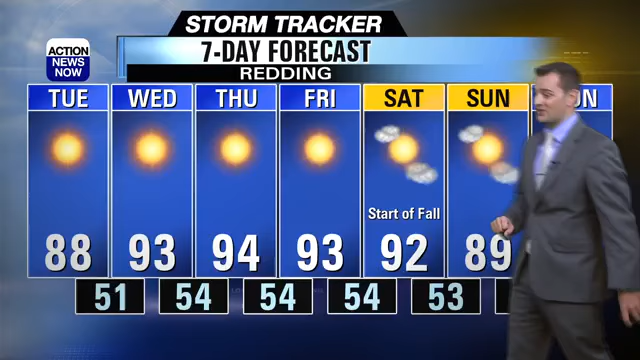 STORM TRACKER
ACTION
NEWS
NOW
7-DAY FORECAST
REDDING
TUE WED THU FRI SAT SUN
Start of Fall
88 93 94 93 92 89
51 54 54 54 53